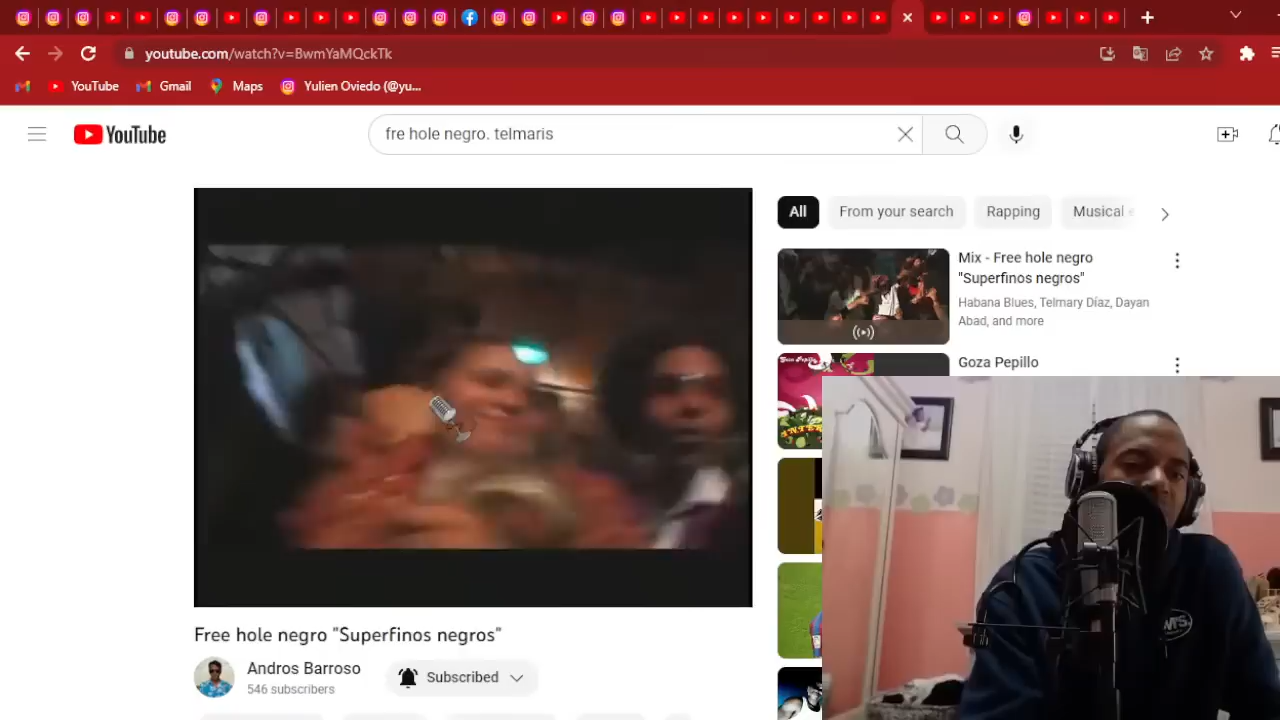 youtube.com/watch?v=BwmYaMQckTk
YouTube
Gmail
Maps
Yulien Oviedo (@yu...
YouTube
fre hole negro. telmaris
All
From your search
Rapping
Musical e
Mix - Free hole negro
"Superfinos negros"
Habana Blues, Telmary Díaz, Dayan
Abad, and more
Goza Pepillo
Free hole negro "Superfinos negros"
Andros Barroso
546 subscribers
Subscribed